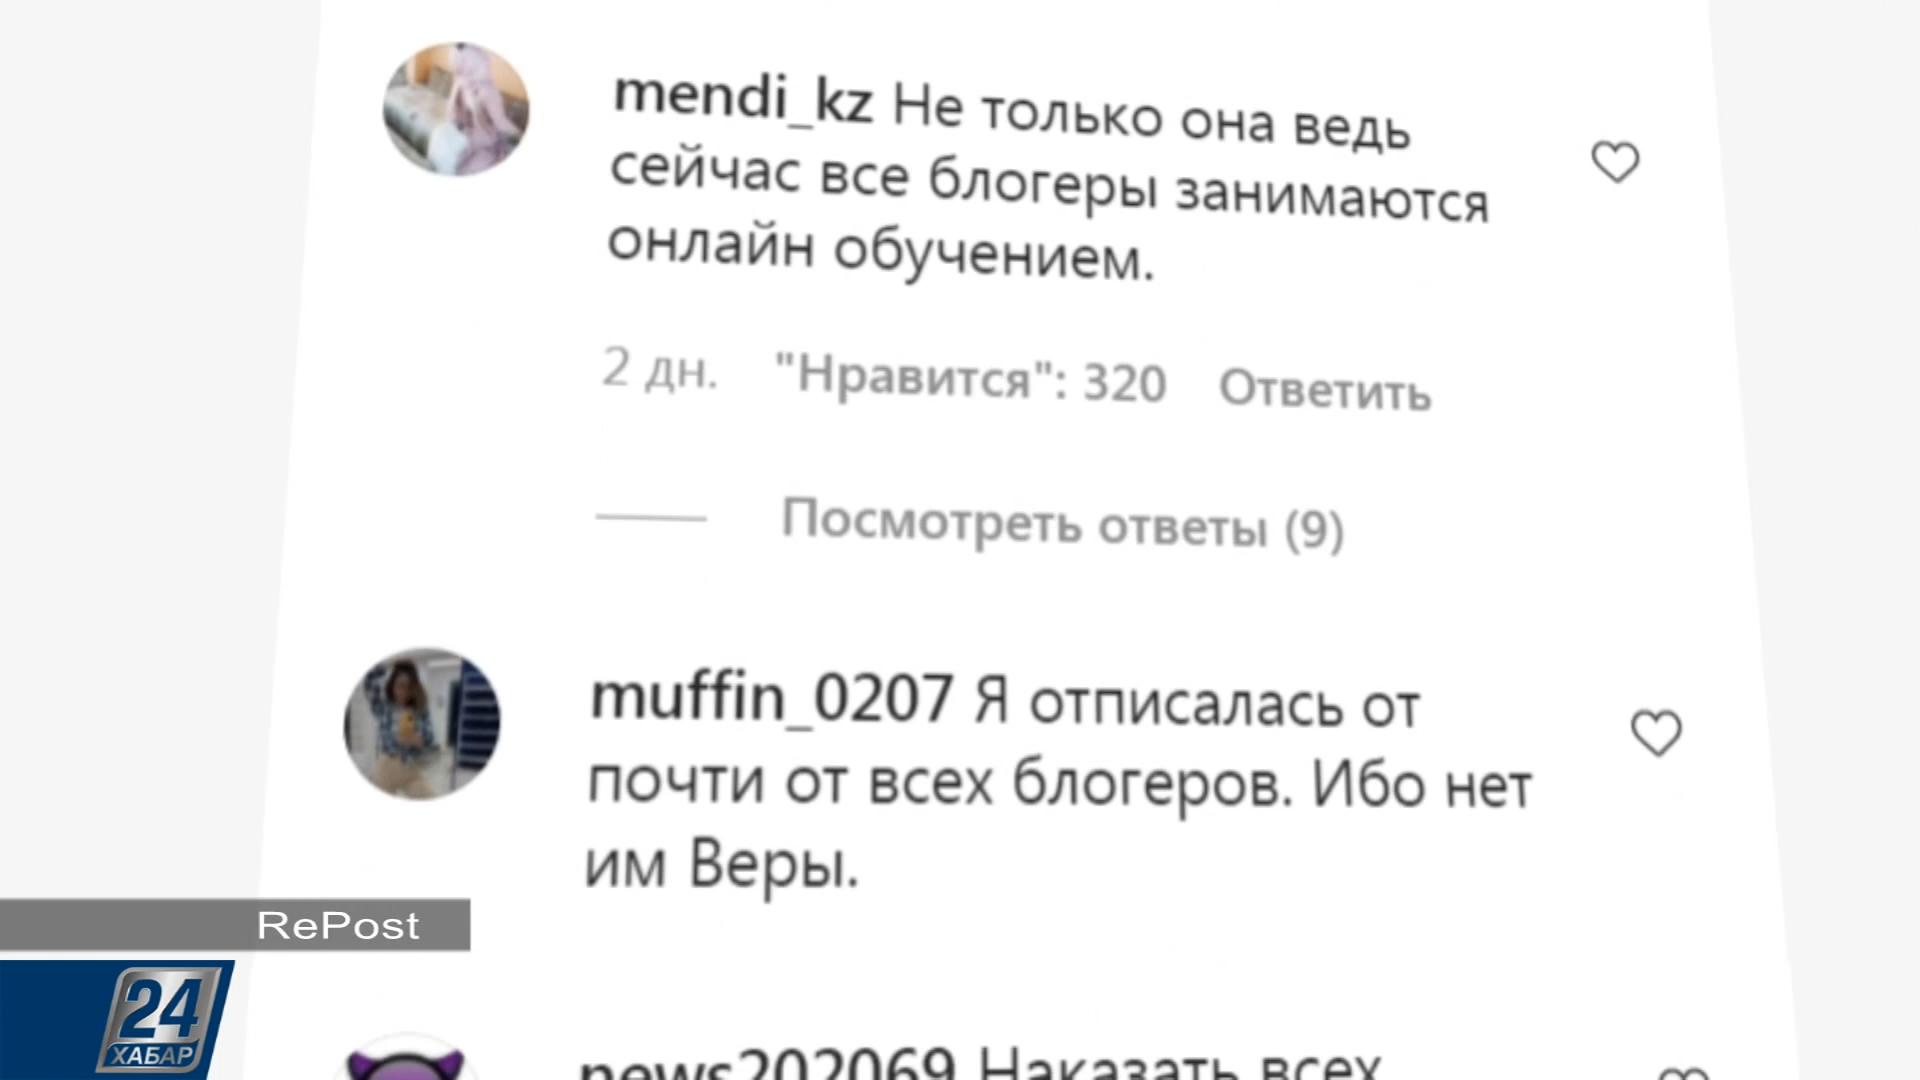 mendi_kz Не только она ведь
сейчас все блогеры занимаются
онлайн обучением.
2 дн. "Нравится": 320 Ответить
Посмотреть ответы (9)
muffin_0207 Я отписалась от
почти от всех блогеров. Ибо нет
им Веры.
RePost
24
ХАБАР
news202069 Наказать всех